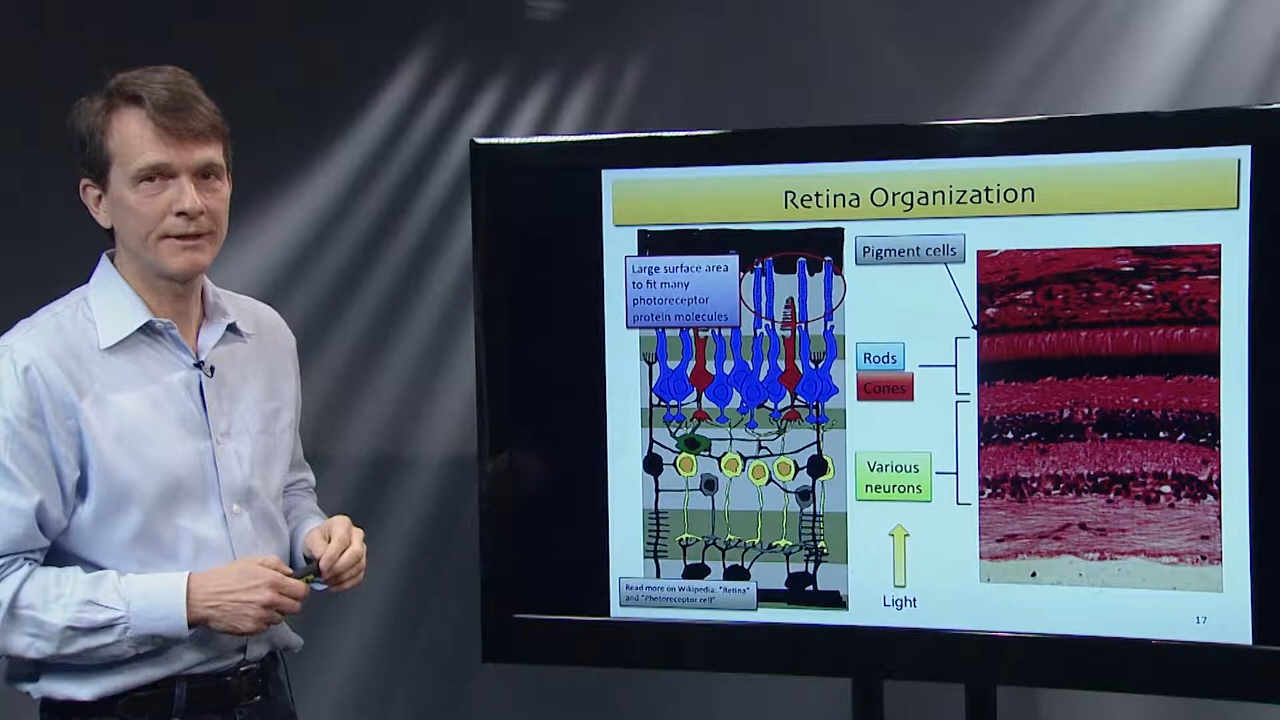 Retina Organization
Large surface area
to fit many
photoreceptor
protein molecules
Pigment cells
Rods
Cones
Various
neurons
Light
Read more on Wikipedia: "Retina"
and "Photoreceptor cell"
17